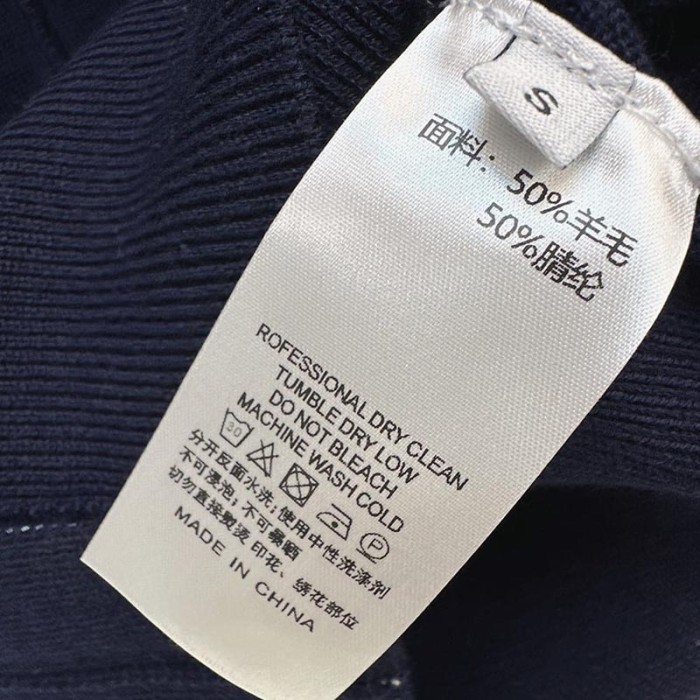 S
面料：50%羊毛
50%腈纶
ROFESSIONAL DRY CLEAN
TUMBLE DRY LOW
DO NOT BLEACH
MACHINE WASH COLD
30 P
分开反面水洗；使用中性洗涤剂
不可浸泡；不可暴晒
切勿直接熨烫 印花、绣花部位
MADE IN CHINA